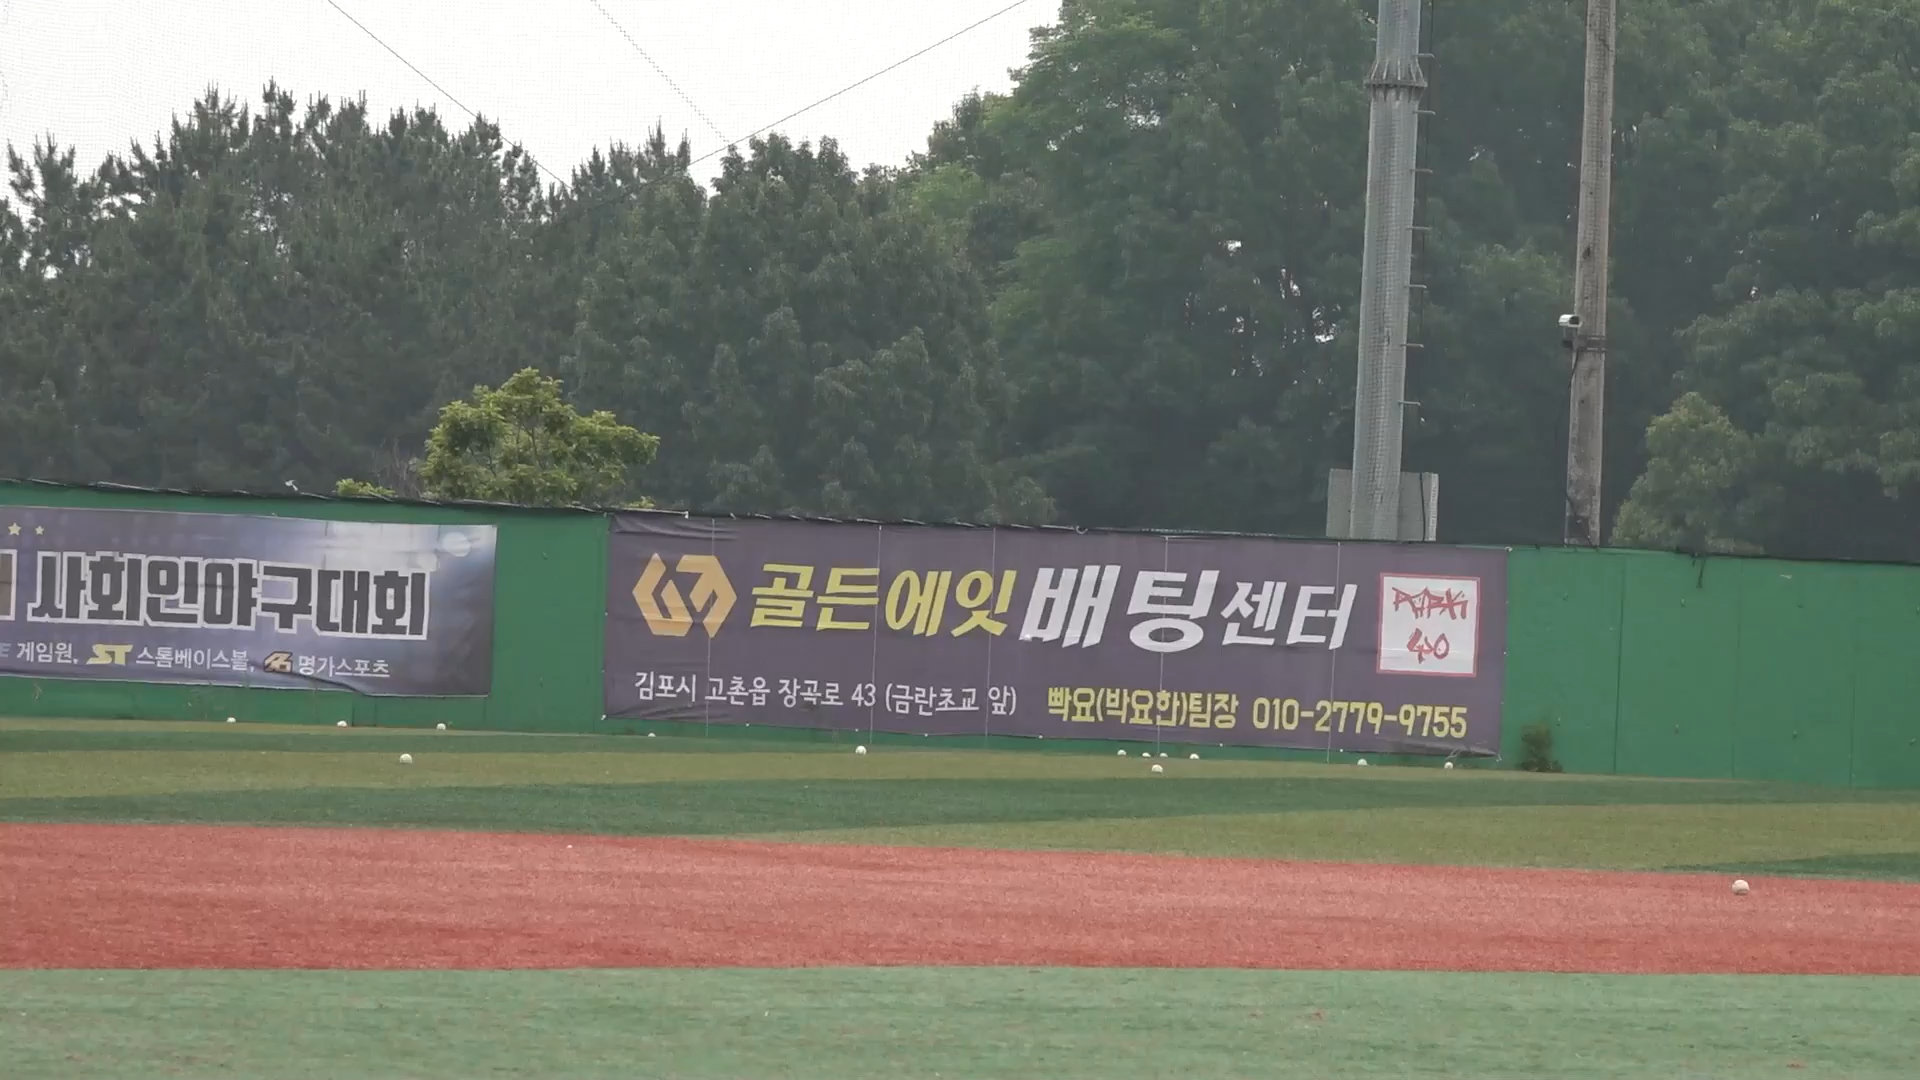 사회인야구대회
게임원, ST 스톰베이스볼, 명가스포츠
골든에잇 배팅센터
김포시 고촌읍 장곡로 43 (금란초교 앞) 빡요(박요한)팀장 010-2779-9755